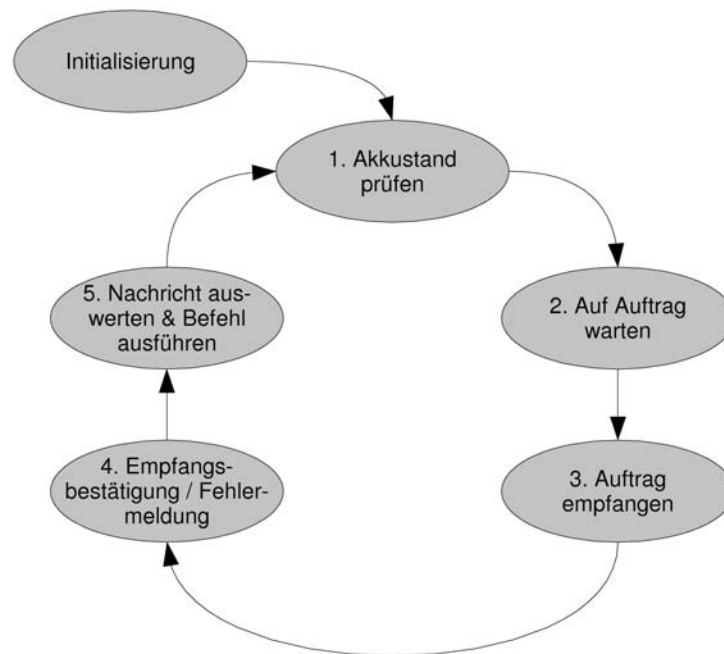 Initialisierung
1. Akkustand
prüfen
2. Auf Auftrag
warten
3. Auftrag
empfangen
4. Empfangs-
bestätigung / Fehler-
meldung
5. Nachricht aus-
werten & Befehl
ausführen